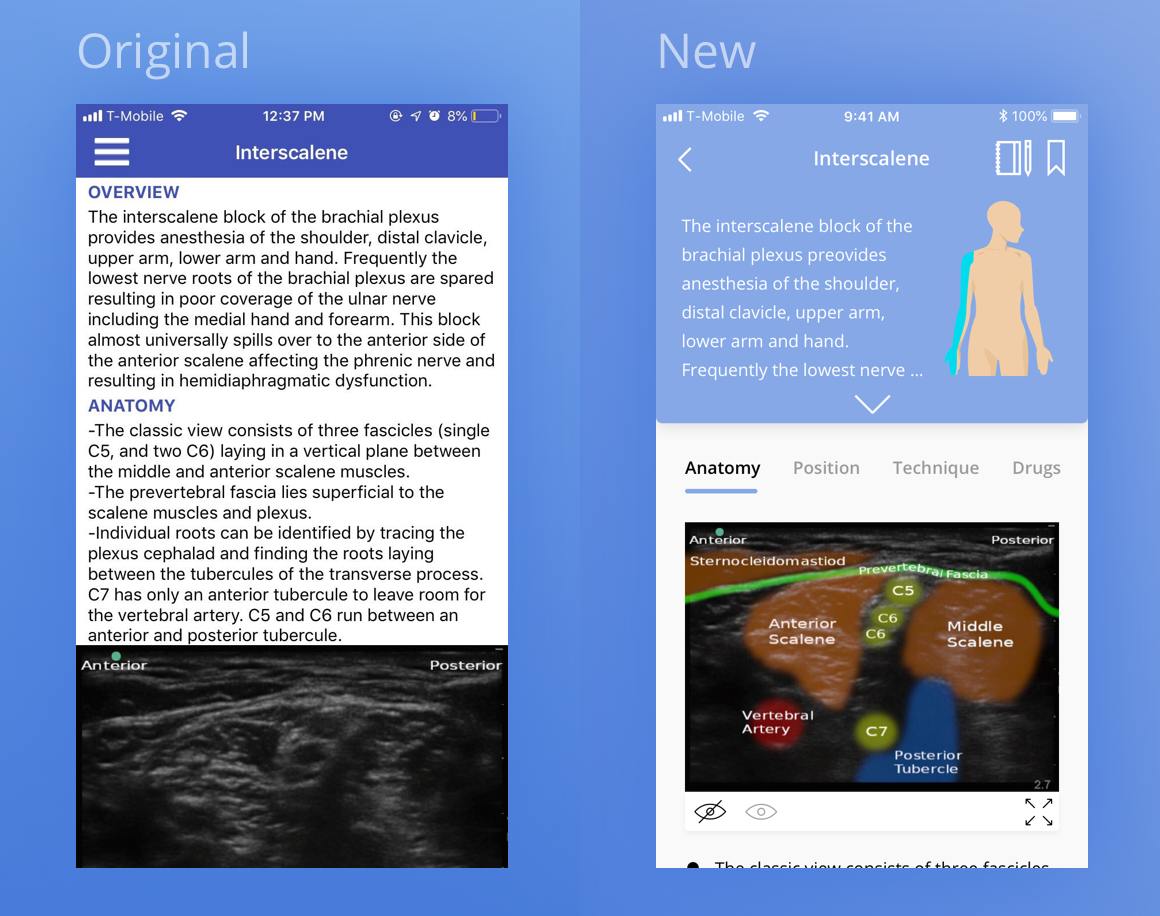 Original
T-Mobile 12:37 PM 8%
Interscalene
OVERVIEW
The interscalene block of the brachial plexus
provides anesthesia of the shoulder, distal clavicle,
upper arm, lower arm and hand. Frequently the
lowest nerve roots of the brachial plexus are spared
resulting in poor coverage of the ulnar nerve
including the medial hand and forearm. This block
almost universally spills over to the anterior side of
the anterior scalene affecting the phrenic nerve and
resulting in hemidiaphragmatic dysfunction.
ANATOMY
-The classic view consists of three fascicles (single
C5, and two C6) laying in a vertical plane between
the middle and anterior scalene muscles.
-The prevertebral fascia lies superficial to the
scalene muscles and plexus.
-Individual roots can be identified by tracing the
plexus cephalad and finding the roots laying
between the tubercules of the transverse process.
C7 has only an anterior tubercule to leave room for
the vertebral artery. C5 and C6 run between an
anterior and posterior tubercule.
Anterior Posterior
New
T-Mobile 9:41 AM 100%
Interscalene
The interscalene block of the
brachial plexus preovides
anesthesia of the shoulder,
distal clavicle, upper arm,
lower arm and hand.
Frequently the lowest nerve ...
Anatomy Position Technique Drugs
Anterior Posterior
Sternocleidomastiod
Prevertebral Fascia
C5
C6
C6
Anterior
Scalene
Middle
Scalene
Vertebral
Artery
C7
Posterior
Tubercle
2.7
The classic view consists of three fascicles